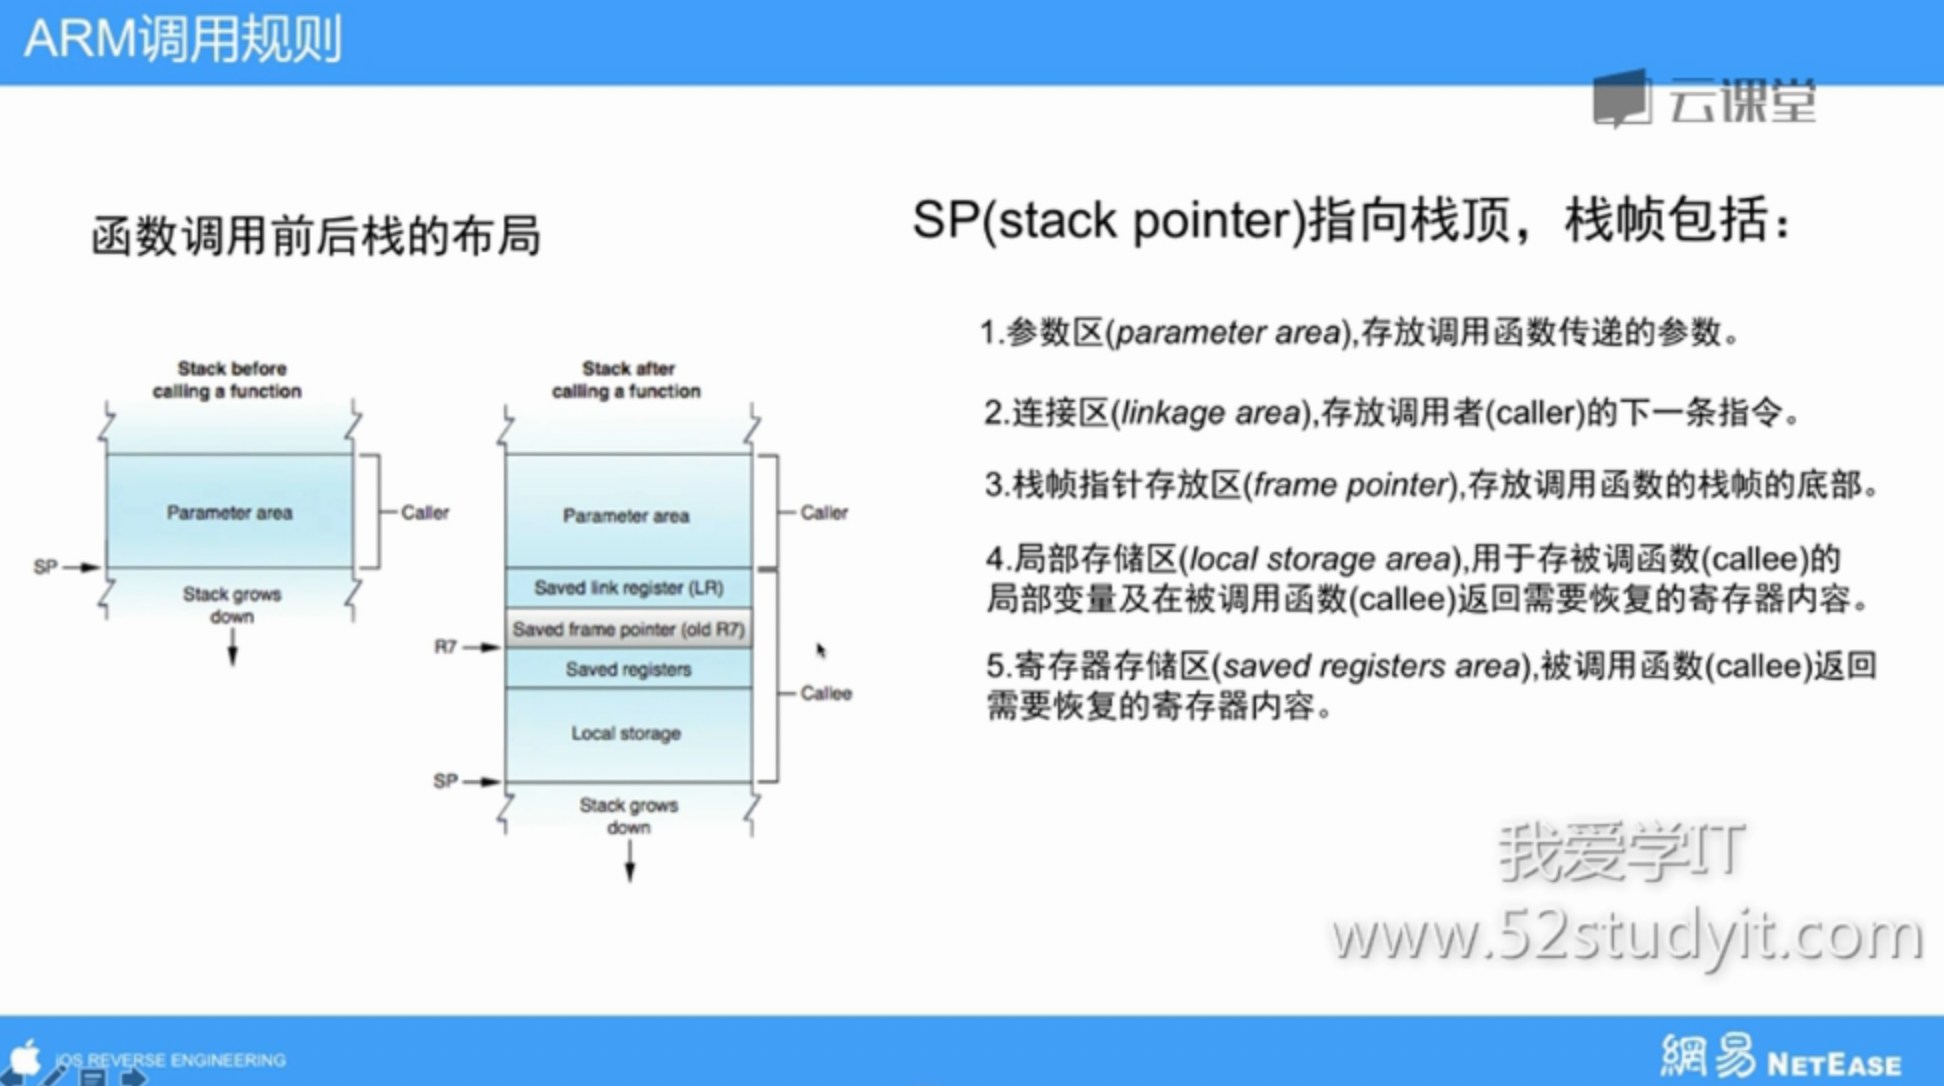 ARM调用规则
云课堂
函数调用前后栈的布局
Stack before
calling a function
Parameter area
Caller
SP
Stack grows
down
Stack after
calling a function
Parameter area
Caller
Saved link register (LR)
Saved frame pointer (old R7)
R7
Saved registers
Callee
Local storage
SP
Stack grows
down
SP(stack pointer)指向栈顶，栈帧包括：
1.参数区(parameter area),存放调用函数传递的参数。
2.连接区(linkage area),存放调用者(caller)的下一条指令。
3.栈帧指针存放区(frame pointer),存放调用函数的栈帧的底部。
4.局部存储区(local storage area),用于存被调函数(callee)的
局部变量及在被调用函数(callee)返回需要恢复的寄存器内容。
5.寄存器存储区(saved registers area),被调用函数(callee)返回
需要恢复的寄存器内容。
我爱学IT
www.52studyit.com
iOS REVERSE ENGINEERING
網易 NETEASE